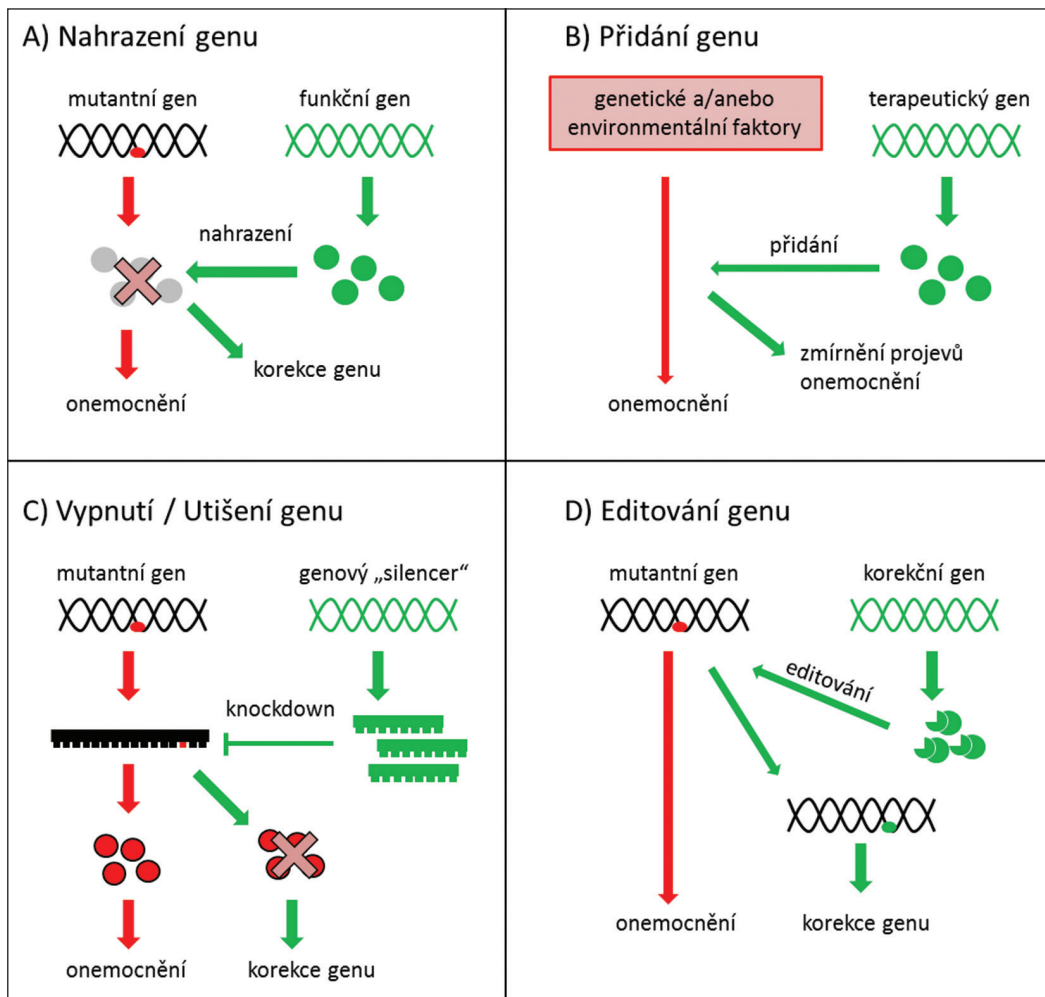 A) Nahrazení genu
mutantní gen
funkční gen
nahrazení
korekce genu
onemocnění
B) Přidání genu
genetické a/anebo
environmentální faktory
terapeutický gen
přidání
zmírnění projevů
onemocnění
onemocnění
C) Vypnutí / Utišení genu
mutantní gen
genový „silencer“
knockdown
onemocnění
korekce genu
D) Editování genu
mutantní gen
korekční gen
editování
onemocnění
korekce genu